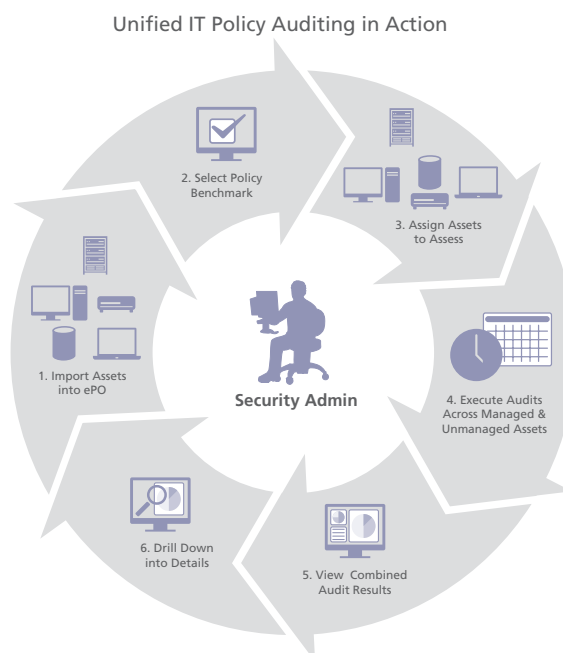 Unified IT Policy Auditing in Action
1. Import Assets
into ePO
2. Select Policy
Benchmark
3. Assign Assets
to Assess
4. Execute Audits
Across Managed &
Unmanaged Assets
5. View  Combined
Audit Results
6. Drill Down
into Details
Security Admin